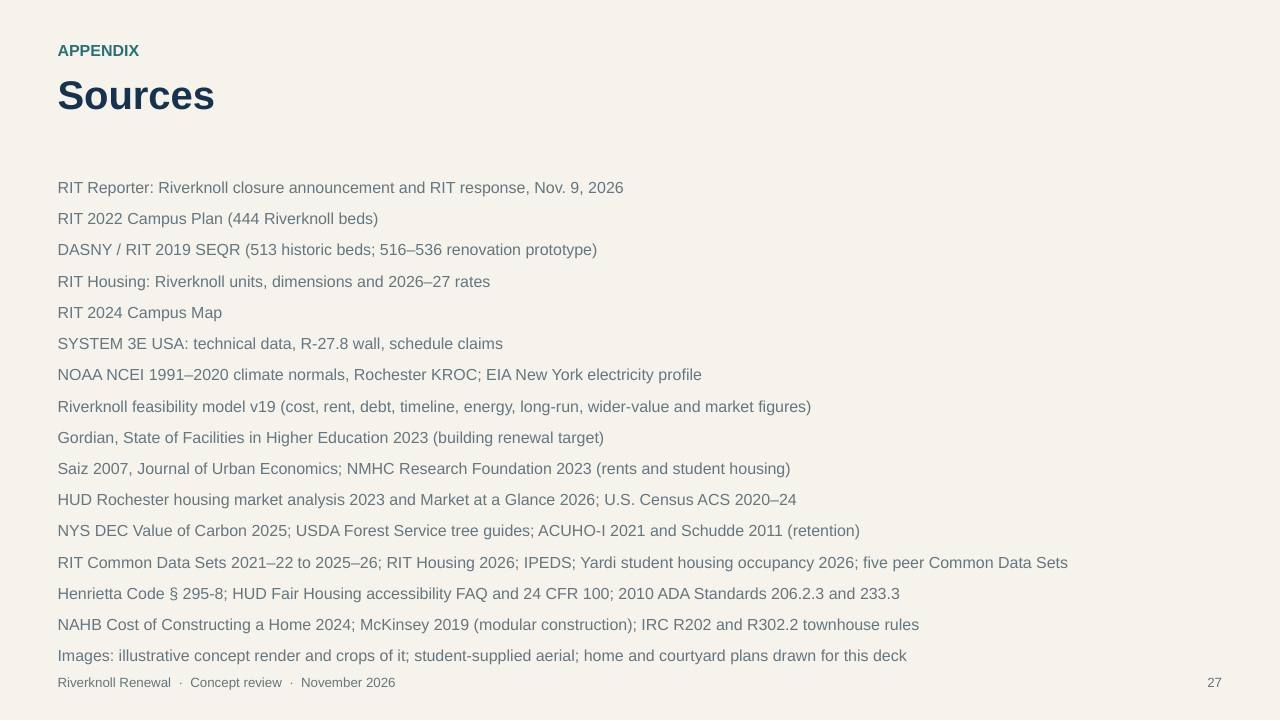 APPENDIX
Sources
RIT Reporter: Riverknoll closure announcement and RIT response, Nov. 9, 2026
RIT 2022 Campus Plan (444 Riverknoll beds)
DASNY / RIT 2019 SEQR (513 historic beds; 516–536 renovation prototype)
RIT Housing: Riverknoll units, dimensions and 2026–27 rates
RIT 2024 Campus Map
SYSTEM 3E USA: technical data, R-27.8 wall, schedule claims
NOAA NCEI 1991–2020 climate normals, Rochester KROC; EIA New York electricity profile
Riverknoll feasibility model v19 (cost, rent, debt, timeline, energy, long-run, wider-value and market figures)
Gordian, State of Facilities in Higher Education 2023 (building renewal target)
Saiz 2007, Journal of Urban Economics; NMHC Research Foundation 2023 (rents and student housing)
HUD Rochester housing market analysis 2023 and Market at a Glance 2026; U.S. Census ACS 2020–24
NYS DEC Value of Carbon 2025; USDA Forest Service tree guides; ACUHO-I 2021 and Schudde 2011 (retention)
RIT Common Data Sets 2021–22 to 2025–26; RIT Housing 2026; IPEDS; Yardi student housing occupancy 2026; five peer Common Data Sets
Henrietta Code § 295-8; HUD Fair Housing accessibility FAQ and 24 CFR 100; 2010 ADA Standards 206.2.3 and 233.3
NAHB Cost of Constructing a Home 2024; McKinsey 2019 (modular construction); IRC R202 and R302.2 townhouse rules
Images: illustrative concept render and crops of it; student-supplied aerial; home and courtyard plans drawn for this deck
Riverknoll Renewal · Concept review · November 2026
27